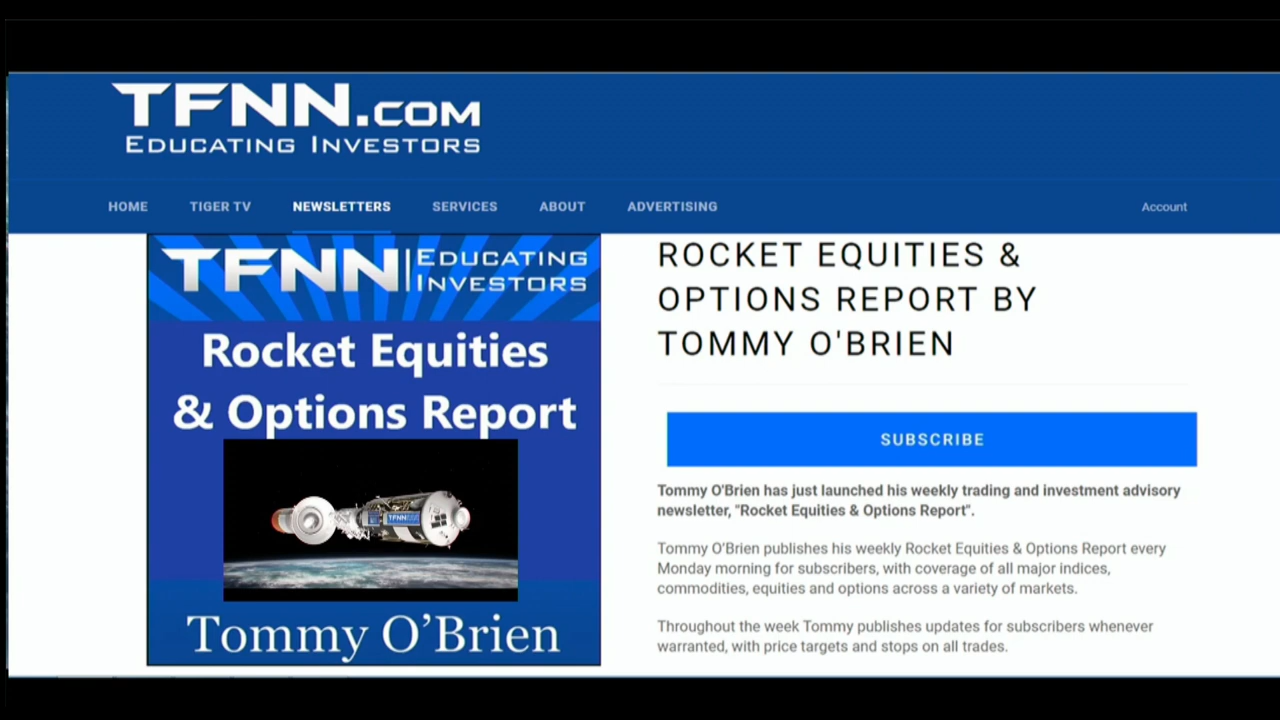 TFNN.COM
EDUCATING INVESTORS
HOME TIGER TV NEWSLETTERS SERVICES ABOUT ADVERTISING Account
TFNN EDUCATING
INVESTORS
Rocket Equities
& Options Report
TFNN
Tommy O’Brien
ROCKET EQUITIES &
OPTIONS REPORT BY
TOMMY O'BRIEN
SUBSCRIBE
Tommy O'Brien has just launched his weekly trading and investment advisory
newsletter, "Rocket Equities & Options Report".
Tommy O’Brien publishes his weekly Rocket Equities & Options Report every
Monday morning for subscribers, with coverage of all major indices,
commodities, equities and options across a variety of markets.
Throughout the week Tommy publishes updates for subscribers whenever
warranted, with price targets and stops on all trades.